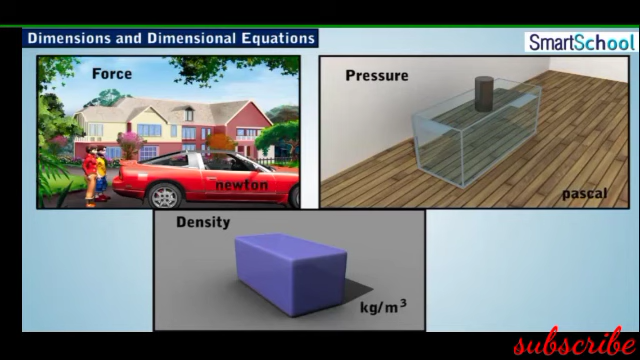 Dimensions and Dimensional Equations
SmartSchool
Force
newton
Pressure
pascal
Density
kg/m³
subscribe